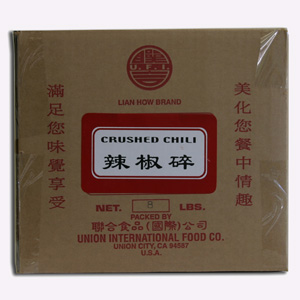 U.F.I.
LIAN HOW BRAND
滿足您味覺享受
美化您餐中情趣
CRUSHED CHILI
辣椒碎
NET. 8 LBS.
PACKED BY
聯合食品(國際)公司
UNION INTERNATIONAL FOOD CO.
UNION CITY, CA 94587
U.S.A.